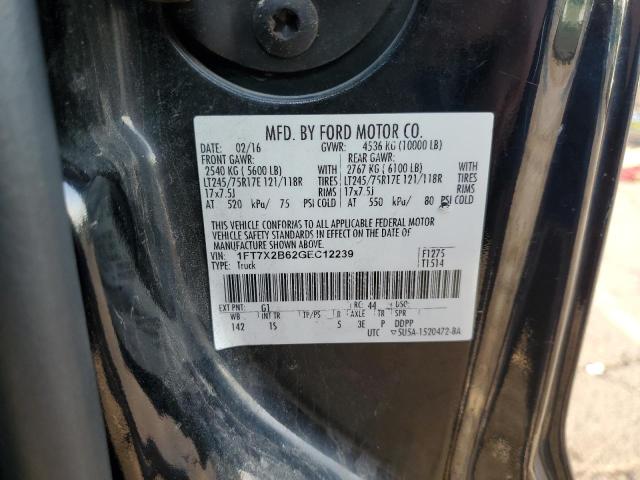 MFD. BY FORD MOTOR CO.
DATE: 02/16 GVWR: 4536 KG (10000 LB)
FRONT GAWR: REAR GAWR:
2540 KG ( 5600 LB) WITH 2767 KG ( 6100 LB) WITH
LT245/75R17E 121/118R TIRES LT245/75R17E 121/118R TIRES
17x7.5J RIMS 17x7.5J RIMS
AT 520 kPa/ 75 PSI COLD AT 550 kPa/ 80 PSI COLD
THIS VEHICLE CONFORMS TO ALL APPLICABLE FEDERAL MOTOR
VEHICLE SAFETY STANDARDS IN EFFECT ON THE DATE OF
MANUFACTURE SHOWN ABOVE.
VIN: 1FT7X2B62GEC12239 F1275
TYPE: Truck T1514
EXT PNT: G1 RC: 44 DSO:
WB INT TR TP/PS R AXLE TR SPR
142 1S 5 3E P DDPP
UTC ▽5U5A-1520472-BA